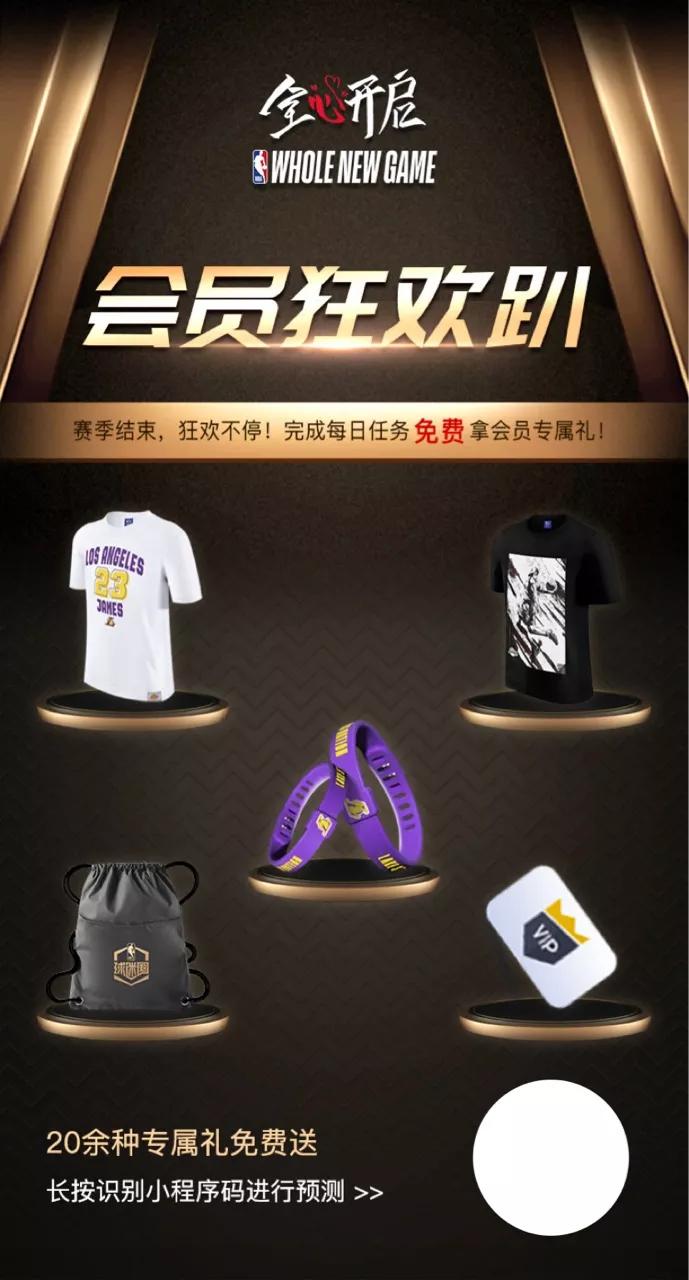 全心开启
NBA WHOLE NEW GAME
会员狂欢趴
赛季结束，狂欢不停！完成每日任务 免费 拿会员专属礼！
LOS ANGELES
23
JAMES
球迷圈
VIP
20余种专属礼免费送
长按识别小程序码进行预测 >>